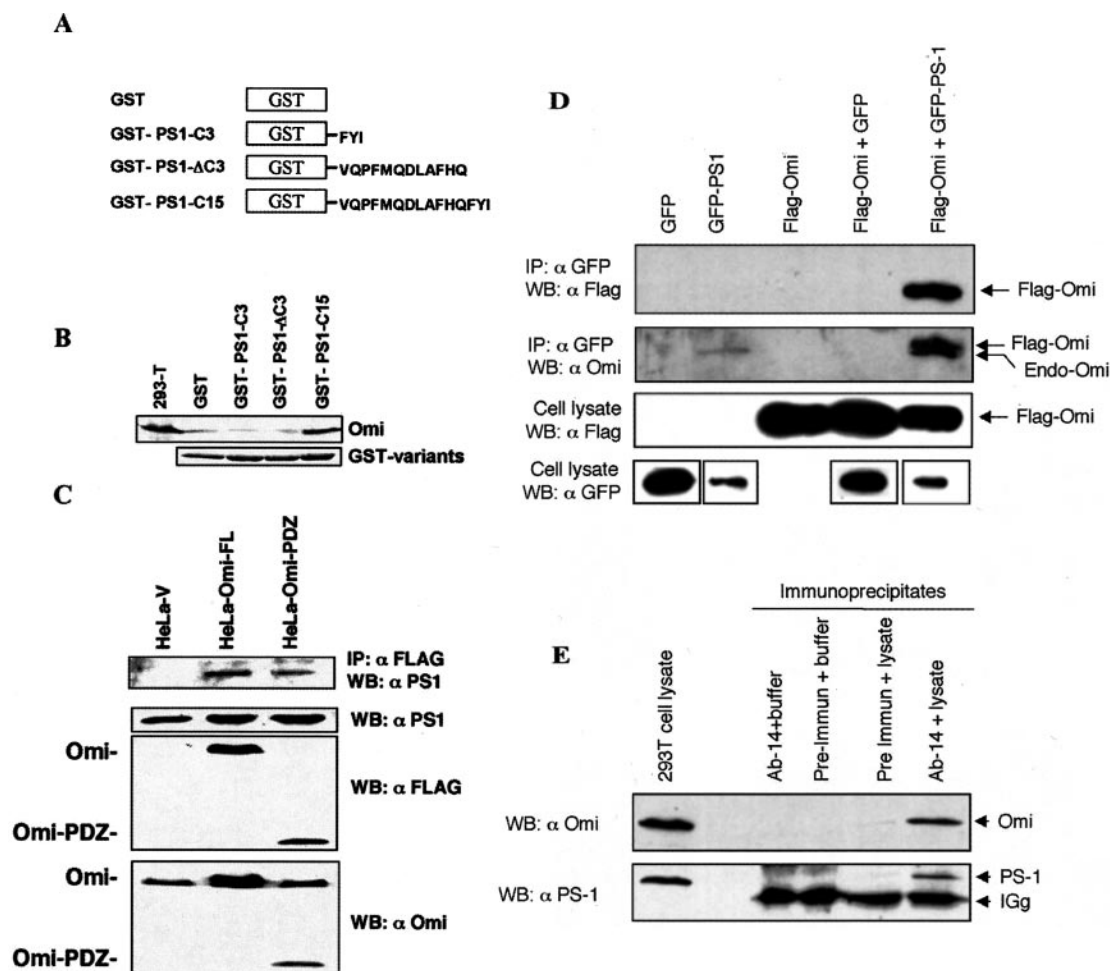 A
GST GST
GST- PS1-C3 GST FYI
GST- PS1-ΔC3 GST VQPFMQDLAFHQ
GST- PS1-C15 GST VQPFMQDLAFHQFYI
B
293-T
GST
GST- PS1-C3
GST- PS1-ΔC3
GST- PS1-C15
Omi
GST-variants
C
HeLa-V
HeLa-Omi-FL
HeLa-Omi-PDZ
IP: α FLAG
WB: α PS1
WB: α PS1
Omi-
WB: α FLAG
Omi-PDZ-
Omi-
WB: α Omi
Omi-PDZ-
D
GFP
GFP-PS1
Flag-Omi
Flag-Omi + GFP
Flag-Omi + GFP-PS-1
IP: α GFP
WB: α Flag
Flag-Omi
IP: α GFP
WB: α Omi
Flag-Omi
Endo-Omi
Cell lysate
WB: α Flag
Flag-Omi
Cell lysate
WB: α GFP
E
Immunoprecipitates
293T cell lysate
Ab-14+buffer
Pre-Immun + buffer
Pre Immun + lysate
Ab-14 + lysate
WB: α Omi
Omi
WB: α PS-1
PS-1
IGg